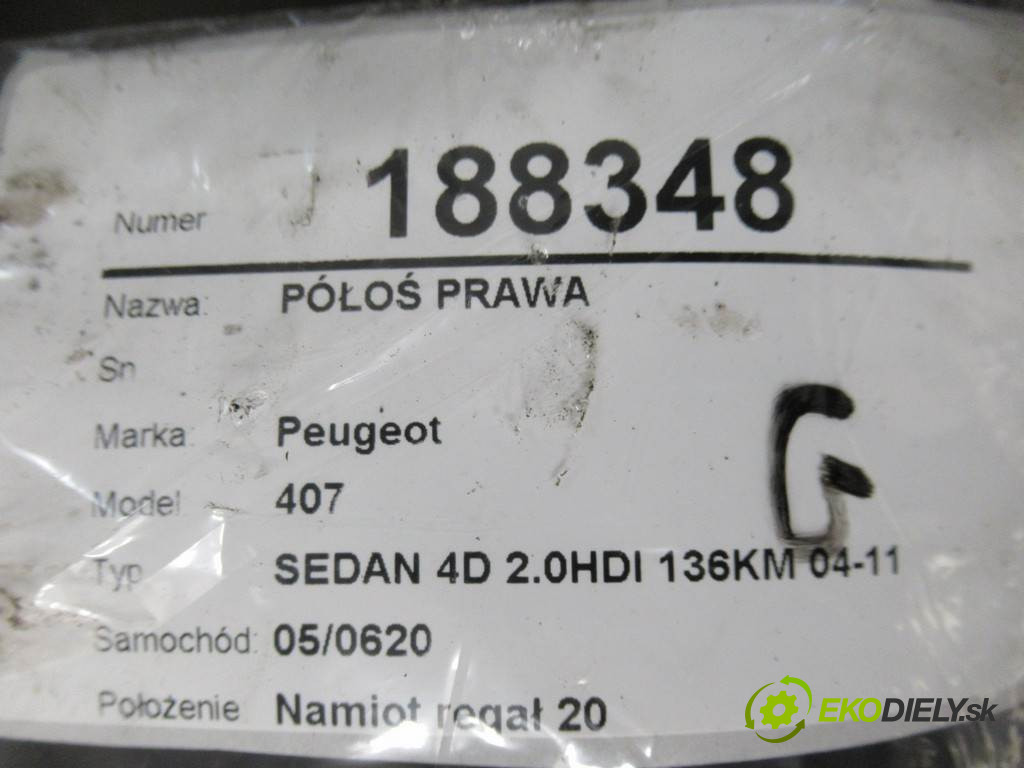 Numer 188348
Nazwa: PÓŁOŚ PRAWA
Sn
Marka: Peugeot
G
Model 407
Typ SEDAN 4D 2.0HDI 136KM 04-11
Samochód: 05/0620
Położenie Namiot regał 20
EKODIELY.sk